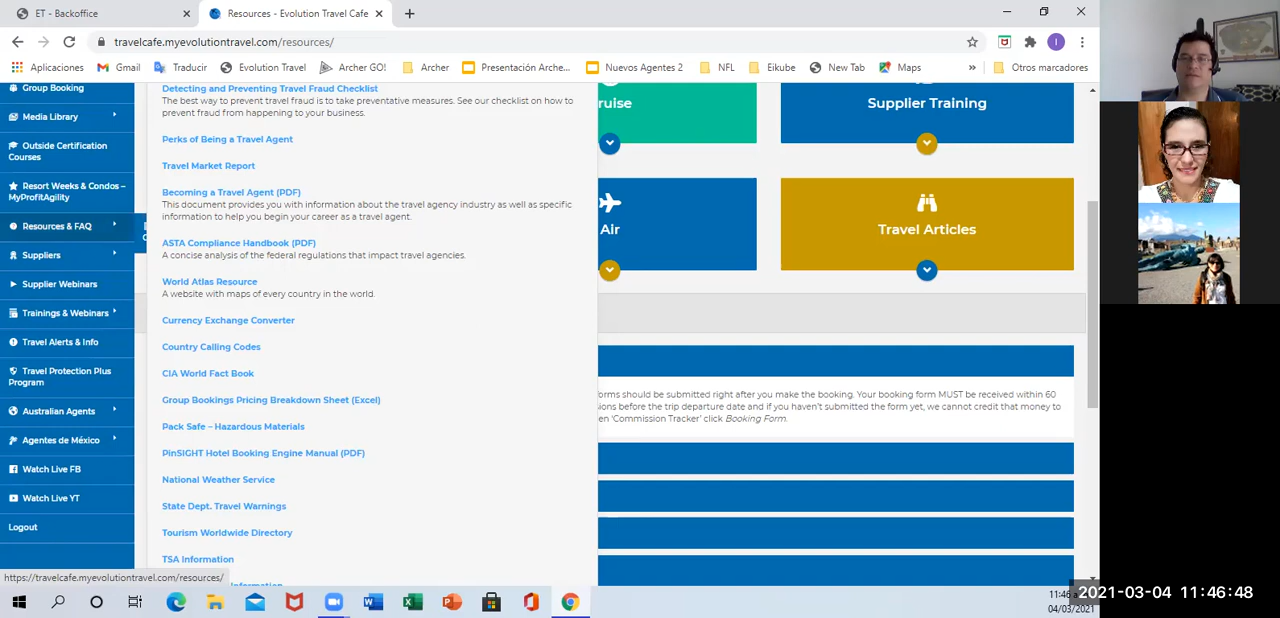 ET - Backoffice
Resources - Evolution Travel Cafe
travelcafe.myevolutiontravel.com/resources/
Aplicaciones
Gmail
Traducir
Evolution Travel
Archer GO!
Archer
Presentación Arche...
Nuevos Agentes 2
NFL
Eikube
New Tab
Maps
»
Otros marcadores
I
Group Booking
Media Library
Outside Certification
Courses
Resort Weeks & Condos –
MyProfitAgility
Resources & FAQ
Suppliers
Supplier Webinars
Trainings & Webinars
Travel Alerts & Info
Travel Protection Plus
Program
Australian Agents
Agentes de México
Watch Live FB
Watch Live YT
Logout
Detecting and Preventing Travel Fraud Checklist
The best way to prevent travel fraud is to take preventative measures. See our checklist on how to
prevent fraud from happening to your business.
Perks of Being a Travel Agent
Travel Market Report
Becoming a Travel Agent (PDF)
This document provides you with information about the travel agency industry as well as specific
information to help you begin your career as a travel agent.
ASTA Compliance Handbook (PDF)
A concise analysis of the federal regulations that impact travel agencies.
World Atlas Resource
A website with maps of every country in the world.
Currency Exchange Converter
Country Calling Codes
CIA World Fact Book
Group Bookings Pricing Breakdown Sheet (Excel)
Pack Safe – Hazardous Materials
PinSIGHT Hotel Booking Engine Manual (PDF)
National Weather Service
State Dept. Travel Warnings
Tourism Worldwide Directory
TSA Information
Information
ruise
Supplier Training
Air
Travel Articles
orms should be submitted right after you make the booking. Your booking form MUST be received within 60
sions before the trip departure date and if you haven't submitted the form yet, we cannot credit that money to
en 'Commission Tracker' click Booking Form.
https://travelcafe.myevolutiontravel.com/resources/
11:46 a
04/03/2021
2021-03-04 11:46:48